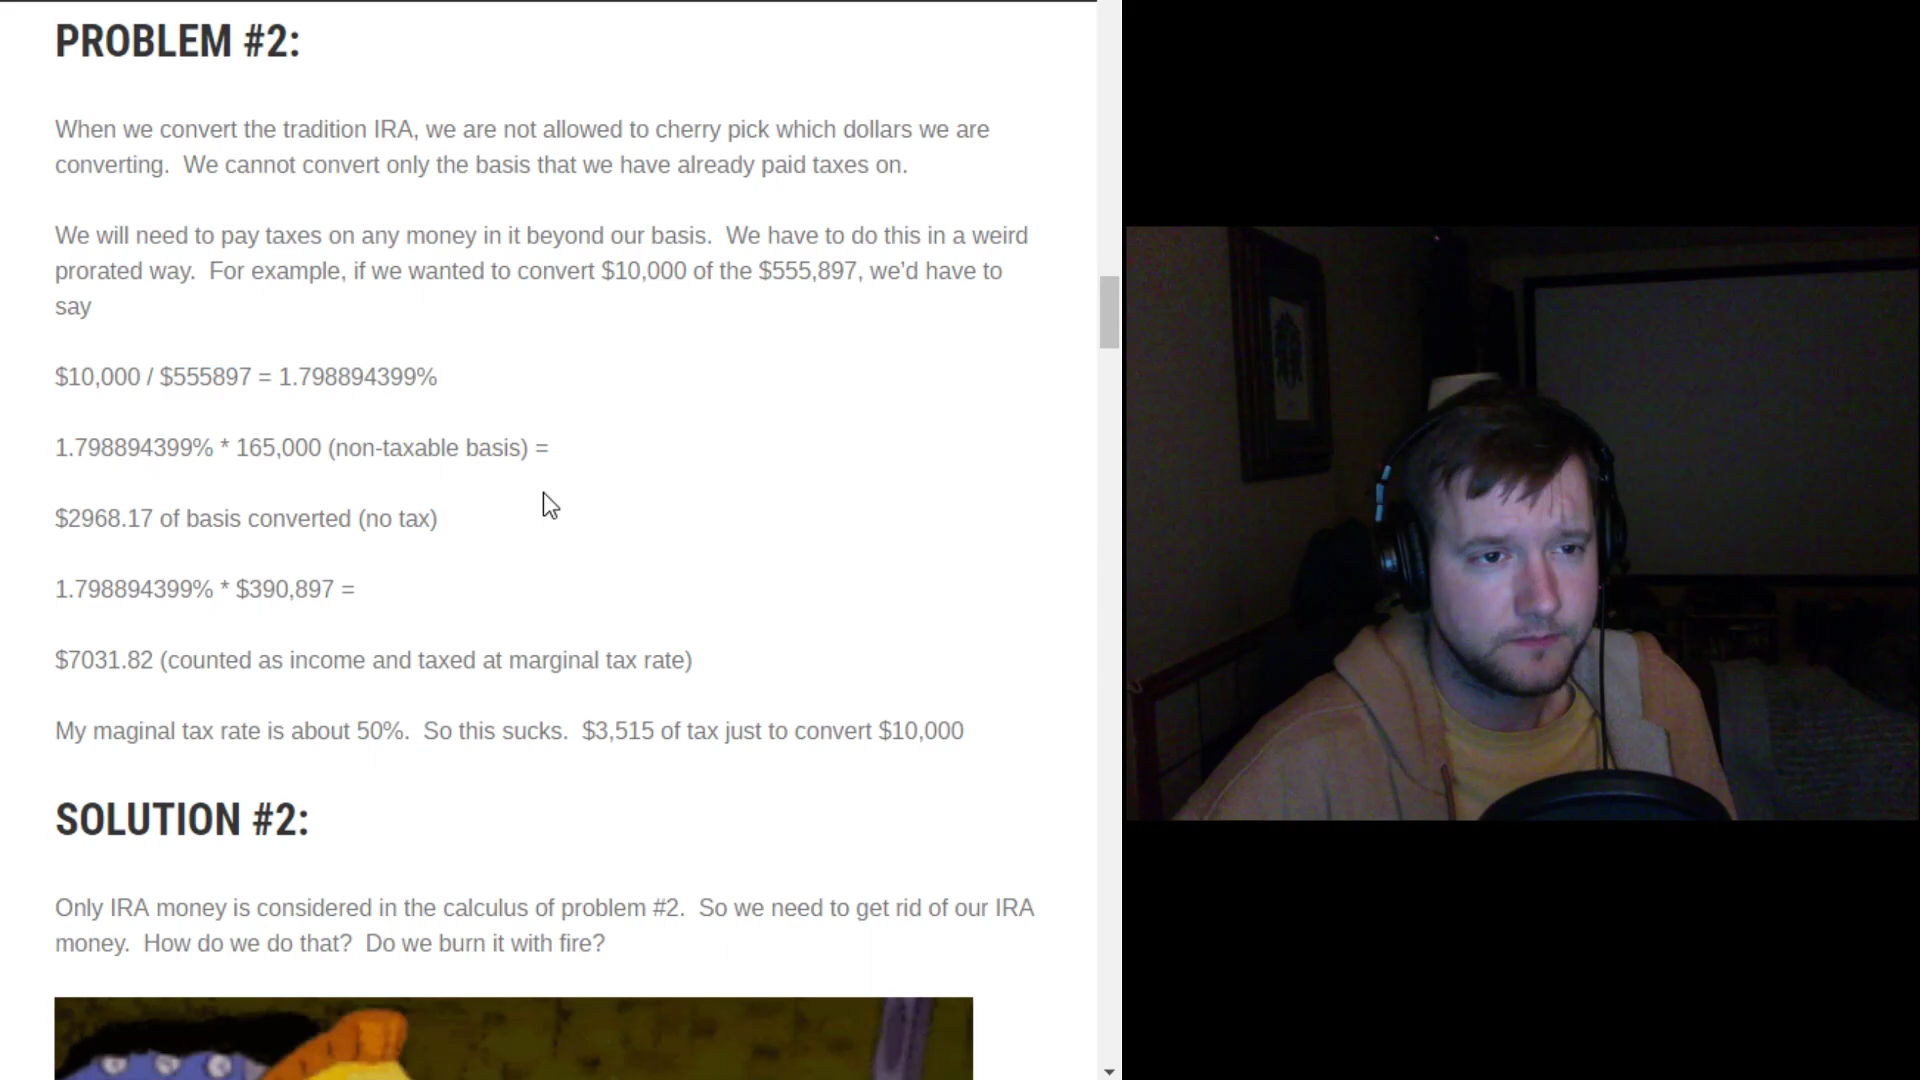 PROBLEM #2:
When we convert the tradition IRA, we are not allowed to cherry pick which dollars we are
converting.  We cannot convert only the basis that we have already paid taxes on.
We will need to pay taxes on any money in it beyond our basis.  We have to do this in a weird
prorated way.  For example, if we wanted to convert $10,000 of the $555,897, we'd have to
say
$10,000 / $555897 = 1.798894399%
1.798894399% * 165,000 (non-taxable basis) =
$2968.17 of basis converted (no tax)
1.798894399% * $390,897 =
$7031.82 (counted as income and taxed at marginal tax rate)
My maginal tax rate is about 50%.  So this sucks.  $3,515 of tax just to convert $10,000
SOLUTION #2:
Only IRA money is considered in the calculus of problem #2.  So we need to get rid of our IRA
money.  How do we do that?  Do we burn it with fire?